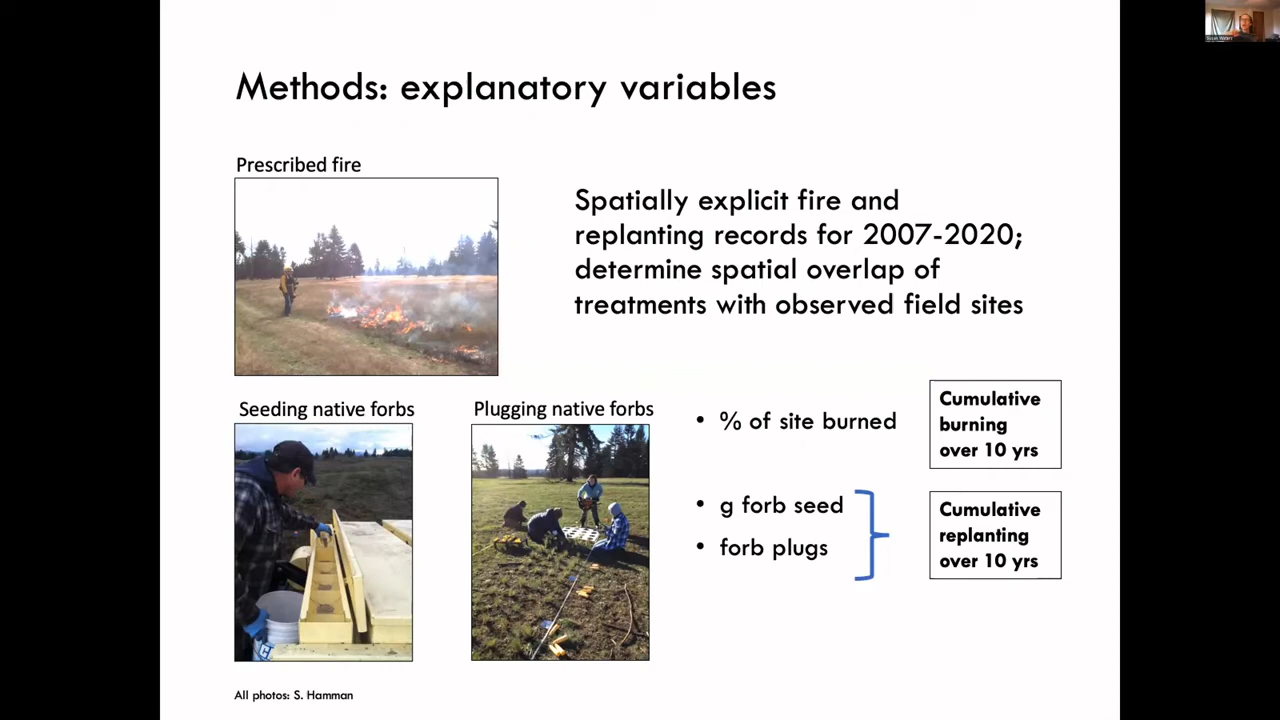 Methods: explanatory variables
Prescribed fire
Spatially explicit fire and
replanting records for 2007-2020;
determine spatial overlap of
treatments with observed field sites
Seeding native forbs
Plugging native forbs
• % of site burned
Cumulative
burning
over 10 yrs
• g forb seed
• forb plugs
Cumulative
replanting
over 10 yrs
All photos: S. Hamman